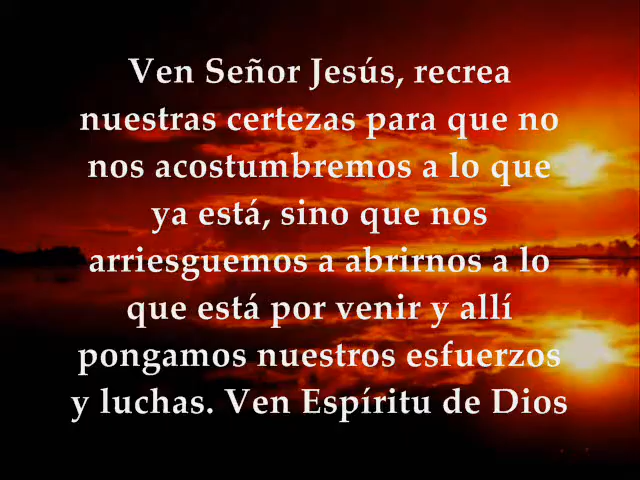 Ven Señor Jesús, recrea
nuestras certezas para que no
nos acostumbremos a lo que
ya está, sino que nos
arriesguemos a abrirnos a lo
que está por venir y allí
pongamos nuestros esfuerzos
y luchas. Ven Espíritu de Dios